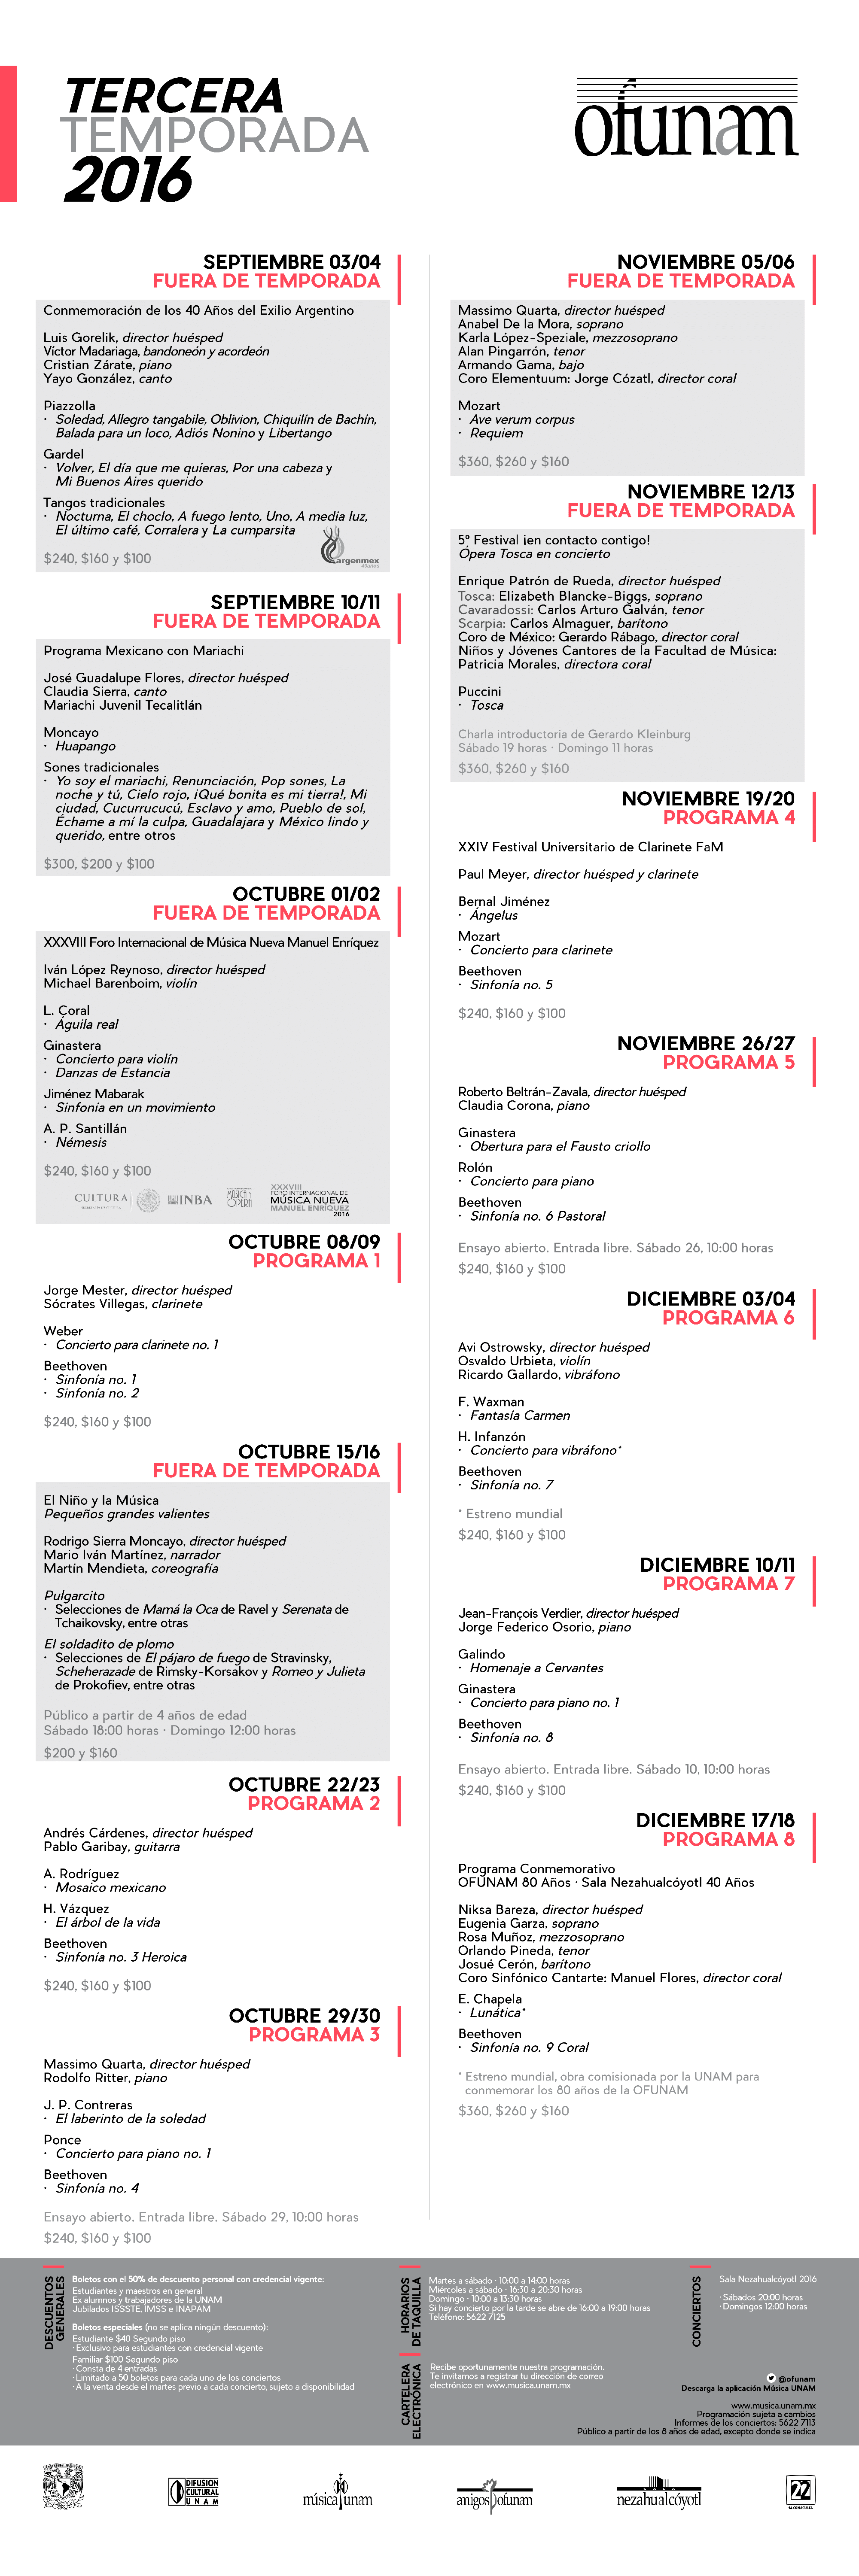 TERCERA
TEMPORADA
2016
ofunam
SEPTIEMBRE 03/04
FUERA DE TEMPORADA
Conmemoración de los 40 Años del Exilio Argentino
Luis Gorelik, director huésped
Víctor Madariaga, bandoneón y acordeón
Cristian Zárate, piano
Yayo González, canto
Piazzolla
· Soledad, Allegro tangabile, Oblivion, Chiquilín de Bachín,
Balada para un loco, Adiós Nonino y Libertango
Gardel
· Volver, El día que me quieras, Por una cabeza y
Mi Buenos Aires querido
Tangos tradicionales
· Nocturna, El choclo, A fuego lento, Uno, A media luz,
El último café, Corralera y La cumparsita
$240, $160 y $100
argenmex
SEPTIEMBRE 10/11
FUERA DE TEMPORADA
Programa Mexicano con Mariachi
José Guadalupe Flores, director huésped
Claudia Sierra, canto
Mariachi Juvenil Tecalitlán
Moncayo
· Huapango
Sones tradicionales
· Yo soy el mariachi, Renunciación, Pop sones, La
noche y tú, Cielo rojo, ¡Qué bonita es mi tierra!, Mi
ciudad, Cucurrucucú, Esclavo y amo, Pueblo de sol,
Échame a mí la culpa, Guadalajara y México lindo y
querido, entre otros
$300, $200 y $100
OCTUBRE 01/02
FUERA DE TEMPORADA
XXXVIII Foro Internacional de Música Nueva Manuel Enríquez
Iván López Reynoso, director huésped
Michael Barenboim, violín
L. Coral
· Águila real
Ginastera
· Concierto para violín
· Danzas de Estancia
Jiménez Mabarak
· Sinfonía en un movimiento
A. P. Santillán
· Némesis
$240, $160 y $100
CULTURA
INBA
MÚSICA Y
OPERA
XXXVIII
FORO INTERNACIONAL DE
MÚSICA NUEVA
MANUEL ENRÍQUEZ
2016
OCTUBRE 08/09
PROGRAMA 1
Jorge Mester, director huésped
Sócrates Villegas, clarinete
Weber
· Concierto para clarinete no. 1
Beethoven
· Sinfonía no. 1
· Sinfonía no. 2
$240, $160 y $100
OCTUBRE 15/16
FUERA DE TEMPORADA
El Niño y la Música
Pequeños grandes valientes
Rodrigo Sierra Moncayo, director huésped
Mario Iván Martínez, narrador
Martín Mendieta, coreografía
Pulgarcito
· Selecciones de Mamá la Oca de Ravel y Serenata de
Tchaikovsky, entre otras
El soldadito de plomo
· Selecciones de El pájaro de fuego de Stravinsky,
Scheherazade de Rimsky-Korsakov y Romeo y Julieta
de Prokofiev, entre otras
Público a partir de 4 años de edad
Sábado 18:00 horas · Domingo 12:00 horas
$200 y $160
OCTUBRE 22/23
PROGRAMA 2
Andrés Cárdenes, director huésped
Pablo Garibay, guitarra
A. Rodríguez
· Mosaico mexicano
H. Vázquez
· El árbol de la vida
Beethoven
· Sinfonía no. 3 Heroica
$240, $160 y $100
OCTUBRE 29/30
PROGRAMA 3
Massimo Quarta, director huésped
Rodolfo Ritter, piano
J. P. Contreras
· El laberinto de la soledad
Ponce
· Concierto para piano no. 1
Beethoven
· Sinfonía no. 4
Ensayo abierto. Entrada libre. Sábado 29, 10:00 horas
$240, $160 y $100
NOVIEMBRE 05/06
FUERA DE TEMPORADA
Massimo Quarta, director huésped
Anabel De la Mora, soprano
Karla López-Speziale, mezzosoprano
Alan Pingarrón, tenor
Armando Gama, bajo
Coro Elementuum: Jorge Cózatl, director coral
Mozart
· Ave verum corpus
· Requiem
$360, $260 y $160
NOVIEMBRE 12/13
FUERA DE TEMPORADA
5º Festival ¡en contacto contigo!
Ópera Tosca en concierto
Enrique Patrón de Rueda, director huésped
Tosca: Elizabeth Blancke-Biggs, soprano
Cavaradossi: Carlos Arturo Galván, tenor
Scarpia: Carlos Almaguer, barítono
Coro de México: Gerardo Rábago, director coral
Niños y Jóvenes Cantores de la Facultad de Música:
Patricia Morales, directora coral
Puccini
· Tosca
Charla introductoria de Gerardo Kleinburg
Sábado 19 horas · Domingo 11 horas
$360, $260 y $160
NOVIEMBRE 19/20
PROGRAMA 4
XXIV Festival Universitario de Clarinete FaM
Paul Meyer, director huésped y clarinete
Bernal Jiménez
· Ángelus
Mozart
· Concierto para clarinete
Beethoven
· Sinfonía no. 5
$240, $160 y $100
NOVIEMBRE 26/27
PROGRAMA 5
Roberto Beltrán-Zavala, director huésped
Claudia Corona, piano
Ginastera
· Obertura para el Fausto criollo
Rolón
· Concierto para piano
Beethoven
· Sinfonía no. 6 Pastoral
Ensayo abierto. Entrada libre. Sábado 26, 10:00 horas
$240, $160 y $100
DICIEMBRE 03/04
PROGRAMA 6
Avi Ostrowsky, director huésped
Osvaldo Urbieta, violín
Ricardo Gallardo, vibráfono
F. Waxman
· Fantasía Carmen
H. Infanzón
· Concierto para vibráfono*
Beethoven
· Sinfonía no. 7
* Estreno mundial
$240, $160 y $100
DICIEMBRE 10/11
PROGRAMA 7
Jean-François Verdier, director huésped
Jorge Federico Osorio, piano
Galindo
· Homenaje a Cervantes
Ginastera
· Concierto para piano no. 1
Beethoven
· Sinfonía no. 8
Ensayo abierto. Entrada libre. Sábado 10, 10:00 horas
$240, $160 y $100
DICIEMBRE 17/18
PROGRAMA 8
Programa Conmemorativo
OFUNAM 80 Años · Sala Nezahualcóyotl 40 Años
Niksa Bareza, director huésped
Eugenia Garza, soprano
Rosa Muñoz, mezzosoprano
Orlando Pineda, tenor
Josué Cerón, barítono
Coro Sinfónico Cantarte: Manuel Flores, director coral
E. Chapela
· Lunática*
Beethoven
· Sinfonía no. 9 Coral
* Estreno mundial, obra comisionada por la UNAM para
conmemorar los 80 años de la OFUNAM
$360, $260 y $160
DESCUENTOS
GENERALES
Boletos con el 50% de descuento personal con credencial vigente:
Estudiantes y maestros en general
Ex alumnos y trabajadores de la UNAM
Jubilados ISSSTE, IMSS e INAPAM
Boletos especiales (no se aplica ningún descuento):
Estudiante $40 Segundo piso
· Exclusivo para estudiantes con credencial vigente
Familiar $100 Segundo piso
· Consta de 4 entradas
· Limitado a 50 boletos para cada uno de los conciertos
· A la venta desde el martes previo a cada concierto, sujeto a disponibilidad
HORARIOS
DE TAQUILLA
Martes a sábado · 10:00 a 14:00 horas
Miércoles a sábado · 16:30 a 20:30 horas
Domingo · 10:00 a 13:30 horas
Si hay concierto por la tarde se abre de 16:00 a 19:00 horas
Teléfono: 5622 7125
CARTELERA
ELECTRÓNICA
Recibe oportunamente nuestra programación.
Te invitamos a registrar tu dirección de correo
electrónico en www.musica.unam.mx
CONCIERTOS
Sala Nezahualcóyotl 2016
· Sábados 20:00 horas
· Domingos 12:00 horas
@ofunam
Descarga la aplicación Música UNAM
www.musica.unam.mx
Programación sujeta a cambios
Informes de los conciertos: 5622 7113
Público a partir de los 8 años de edad, excepto donde se indica
DIFUSION
CULTURAL
UNAM
música unam
amigos ofunam
nezahualcóyotl
22